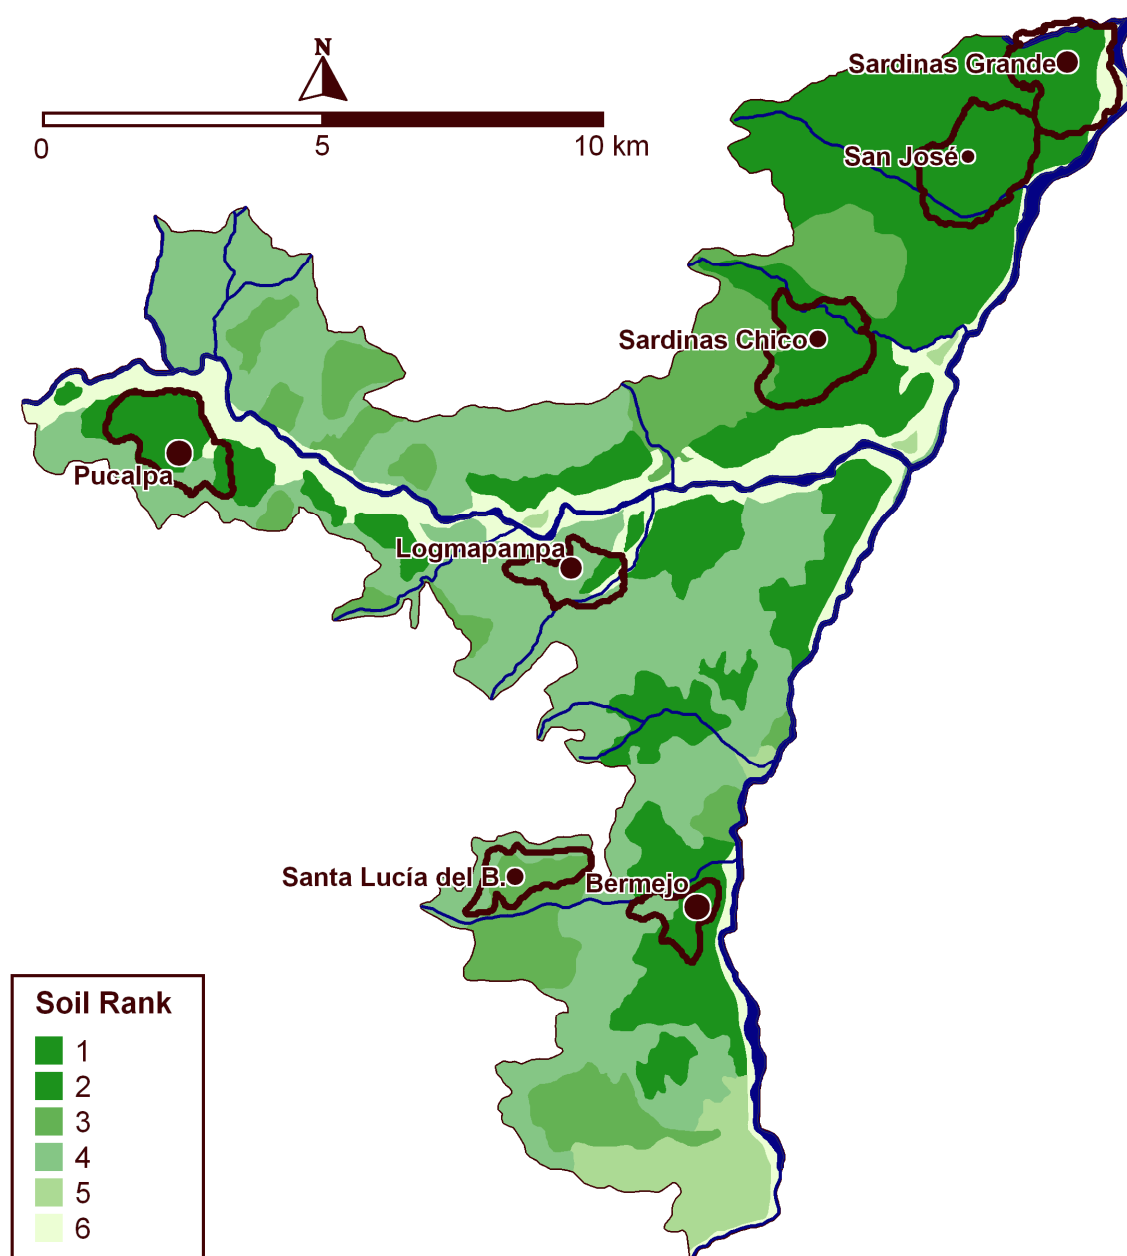 N
0 5 10 km
Sardinas Grande
San José
Sardinas Chico
Pucalpa
Logmapampa
Santa Lucía del B.
Bermejo
Soil Rank
1
2
3
4
5
6